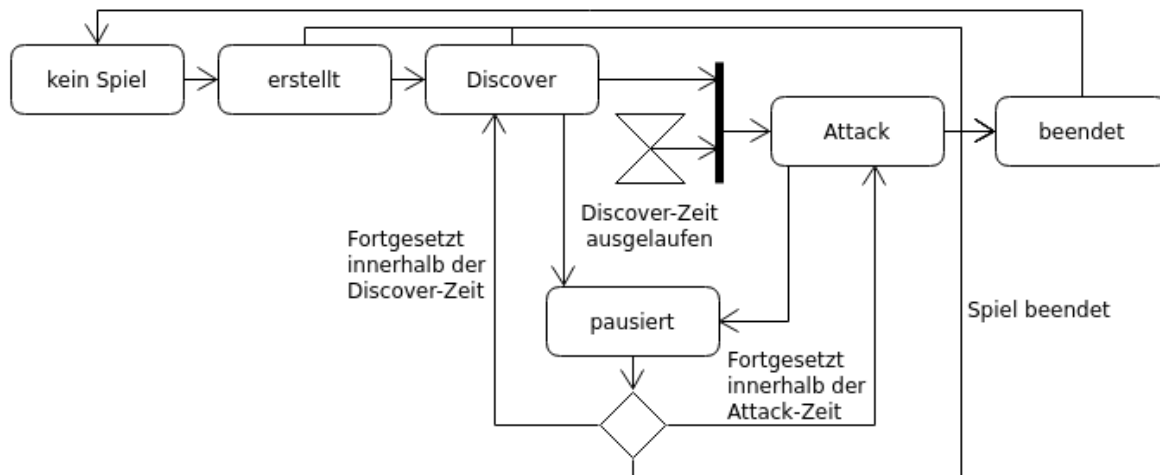 kein Spiel
erstellt
Discover
Attack
beendet
Discover-Zeit
ausgelaufen
Fortgesetzt
innerhalb der
Discover-Zeit
pausiert
Spiel beendet
Fortgesetzt
innerhalb der
Attack-Zeit